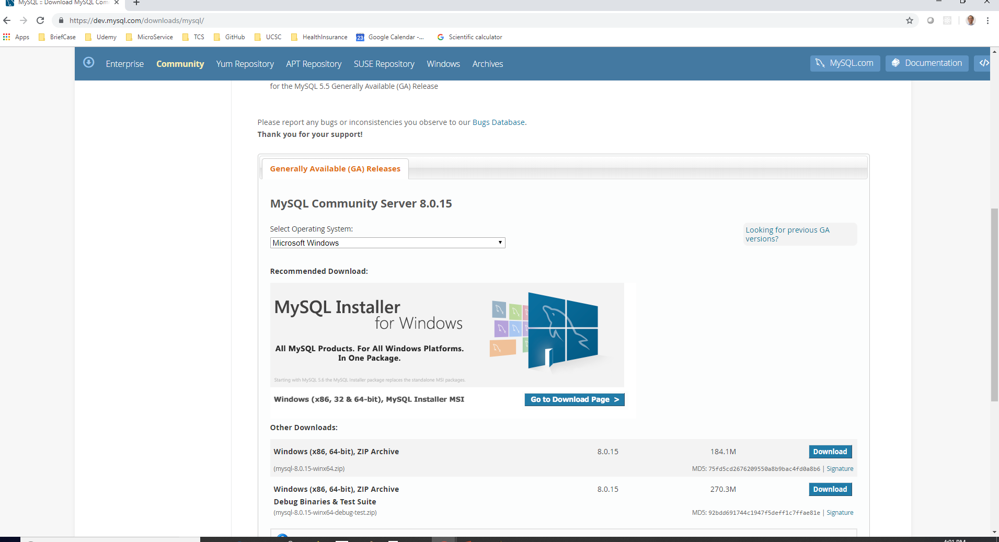 MySQL :: Download MySQL Com
https://dev.mysql.com/downloads/mysql/
Apps BriefCase Udemy MicroService TCS GitHub UCSC HealthInsurance 23 Google Calendar -... G Scientific calculator
Enterprise Community Yum Repository APT Repository SUSE Repository Windows Archives MySQL.com Documentation </>
for the MySQL 5.5 Generally Available (GA) Release
Please report any bugs or inconsistencies you observe to our Bugs Database.
Thank you for your support!
Generally Available (GA) Releases
MySQL Community Server 8.0.15
Select Operating System:
Microsoft Windows
Looking for previous GA
versions?
Recommended Download:
MySQL Installer
for Windows
All MySQL Products. For All Windows Platforms.
In One Package.
Starting with MySQL 5.6 the MySQL Installer package replaces the standalone MSI packages.
Windows (x86, 32 & 64-bit), MySQL Installer MSI Go to Download Page >
Other Downloads:
Windows (x86, 64-bit), ZIP Archive 8.0.15 184.1M Download
(mysql-8.0.15-winx64.zip) MD5: 75fd5cd2676209550a8b9bac4fd0a8b6 | Signature
Windows (x86, 64-bit), ZIP Archive 8.0.15 270.3M Download
Debug Binaries & Test Suite
(mysql-8.0.15-winx64-debug-test.zip) MD5: 92bdd691744c1947f5deff1c7ffae81e | Signature
4:01 PM